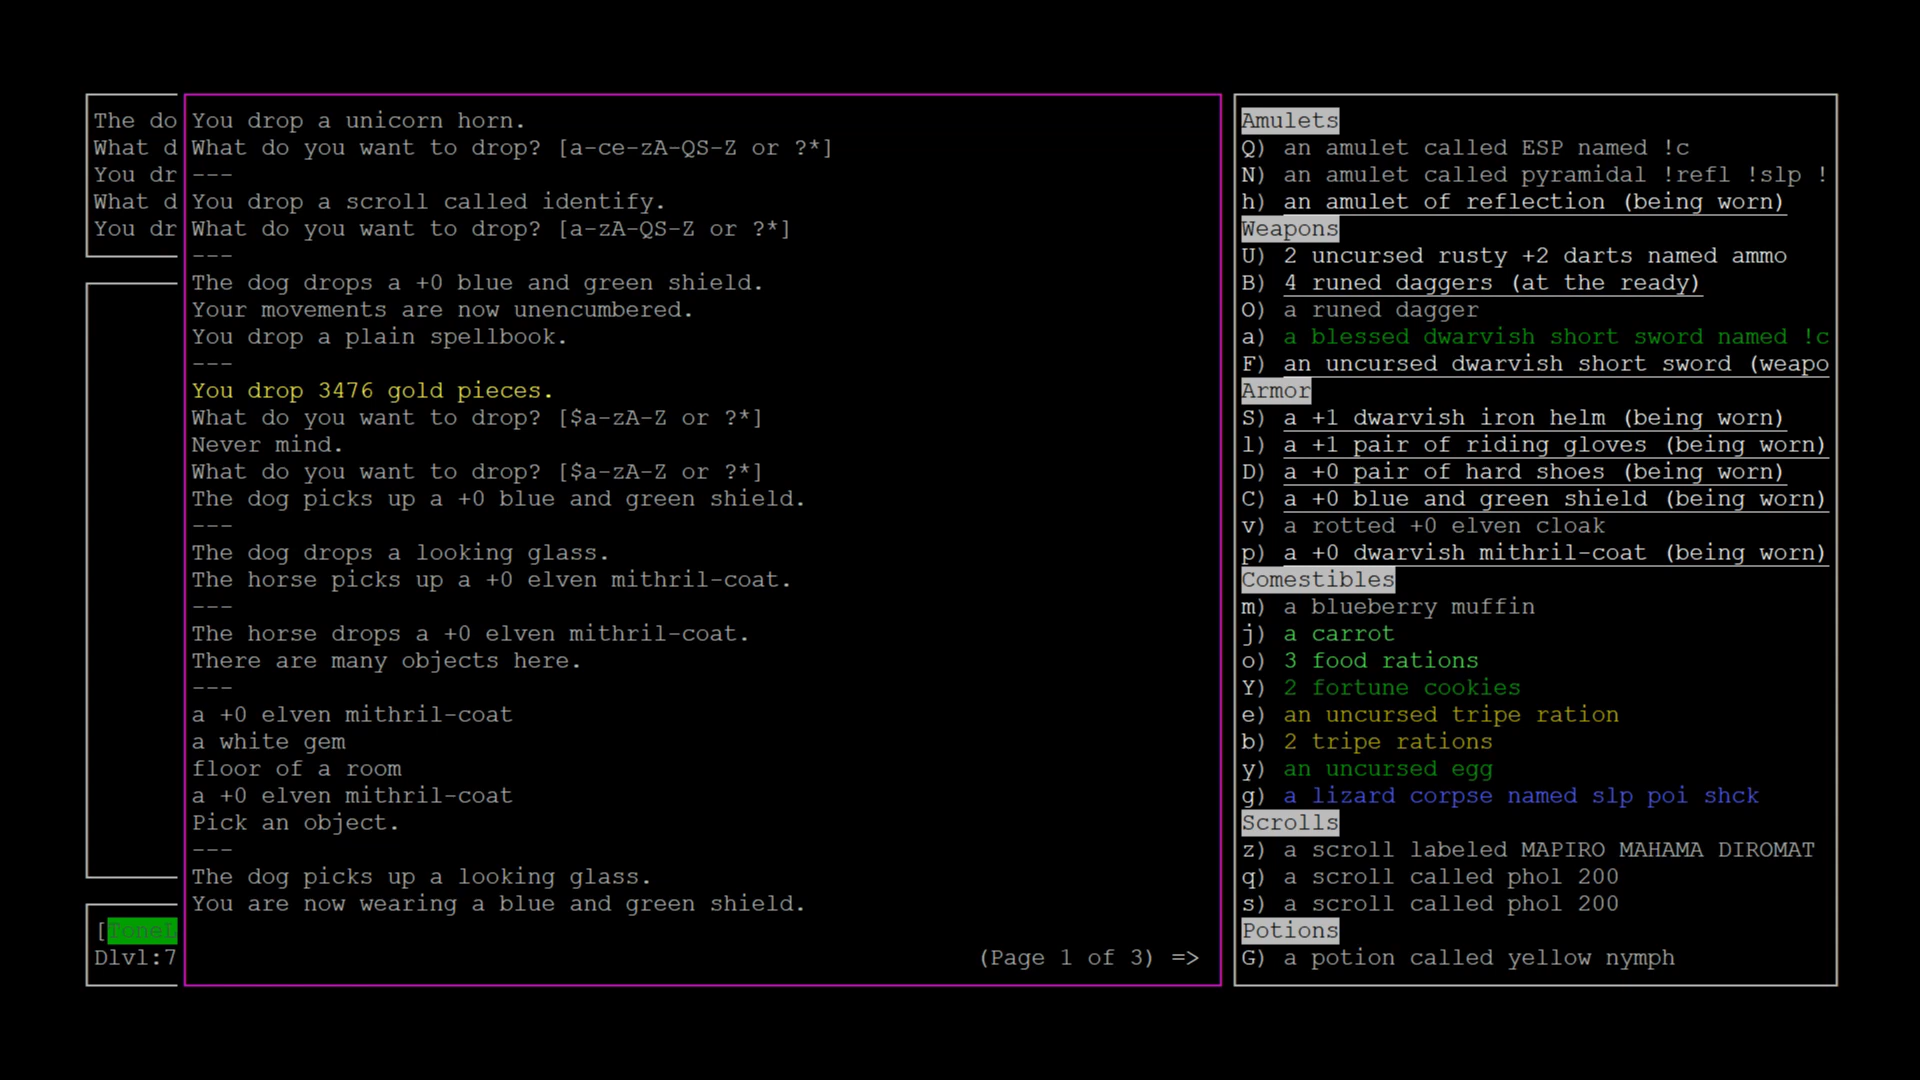 The do
What d
You dr
What d
You dr
You drop a unicorn horn.
What do you want to drop? [a-ce-zA-QS-Z or ?*]
---
You drop a scroll called identify.
What do you want to drop? [a-zA-QS-Z or ?*]
---
The dog drops a +0 blue and green shield.
Your movements are now unencumbered.
You drop a plain spellbook.
---
You drop 3476 gold pieces.
What do you want to drop? [$a-zA-Z or ?*]
Never mind.
What do you want to drop? [$a-zA-Z or ?*]
The dog picks up a +0 blue and green shield.
---
The dog drops a looking glass.
The horse picks up a +0 elven mithril-coat.
---
The horse drops a +0 elven mithril-coat.
There are many objects here.
---
a +0 elven mithril-coat
a white gem
floor of a room
a +0 elven mithril-coat
Pick an object.
---
The dog picks up a looking glass.
You are now wearing a blue and green shield.
(Page 1 of 3) =>
[ToneL
Dlvl:7
Amulets
Q) an amulet called ESP named !c
N) an amulet called pyramidal !refl !slp !
h) an amulet of reflection (being worn)
Weapons
U) 2 uncursed rusty +2 darts named ammo
B) 4 runed daggers (at the ready)
O) a runed dagger
a) a blessed dwarvish short sword named !c
F) an uncursed dwarvish short sword (weapo
Armor
S) a +1 dwarvish iron helm (being worn)
l) a +1 pair of riding gloves (being worn)
D) a +0 pair of hard shoes (being worn)
C) a +0 blue and green shield (being worn)
v) a rotted +0 elven cloak
p) a +0 dwarvish mithril-coat (being worn)
Comestibles
m) a blueberry muffin
j) a carrot
o) 3 food rations
Y) 2 fortune cookies
e) an uncursed tripe ration
b) 2 tripe rations
y) an uncursed egg
g) a lizard corpse named slp poi shck
Scrolls
z) a scroll labeled MAPIRO MAHAMA DIROMAT
q) a scroll called phol 200
s) a scroll called phol 200
Potions
G) a potion called yellow nymph